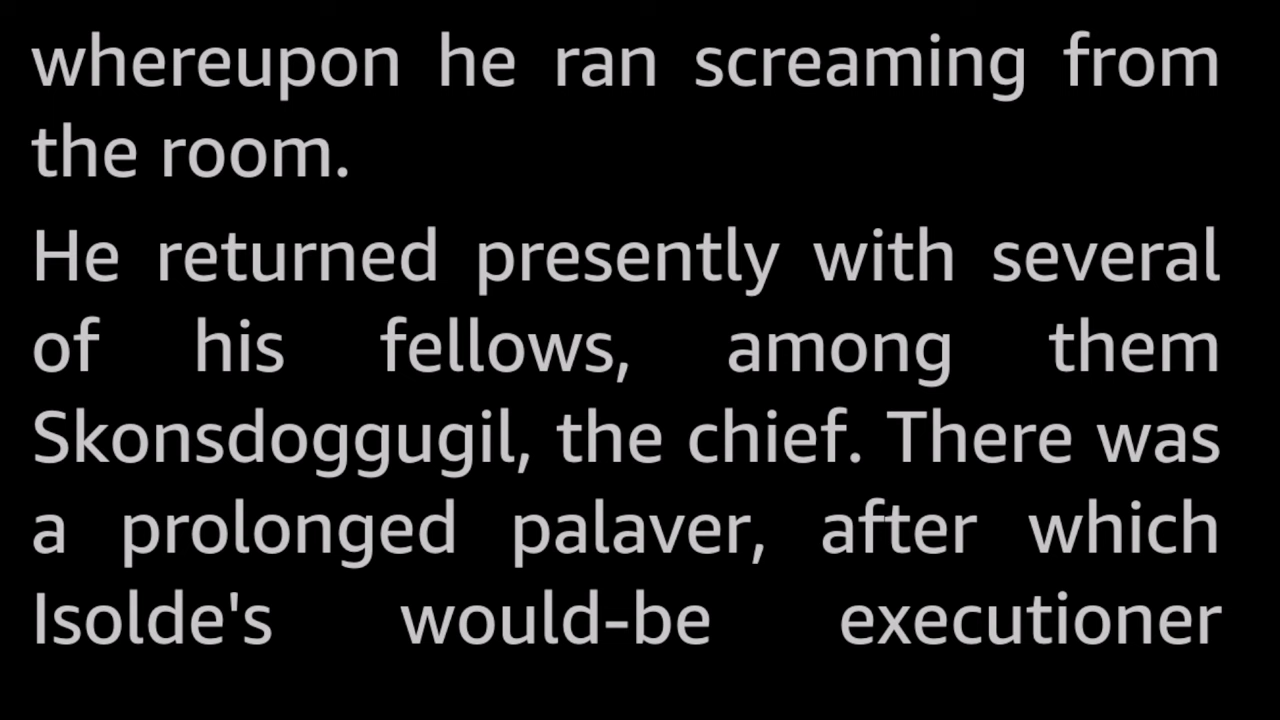 whereupon he ran screaming from
the room.
He returned presently with several
of his fellows, among them
Skonsdoggugil, the chief. There was
a prolonged palaver, after which
Isolde's would-be executioner